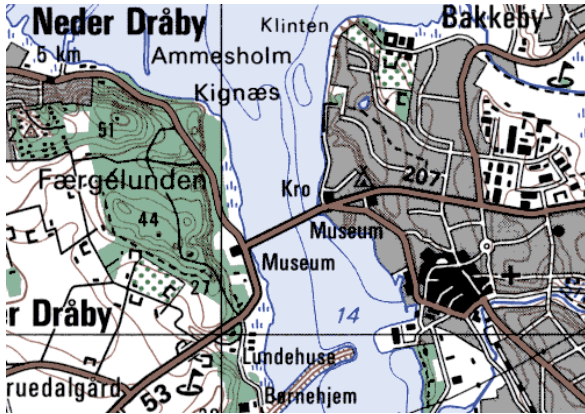 Neder Dråby
Klinten
Bakkeby
5 km
Ammesholm
Kignæs
51
2
Færgelunden
207
Kro
44
Museum
Museum
27
14
er Dråby
Lundehuse
ruedalgård
53
Børnehjem